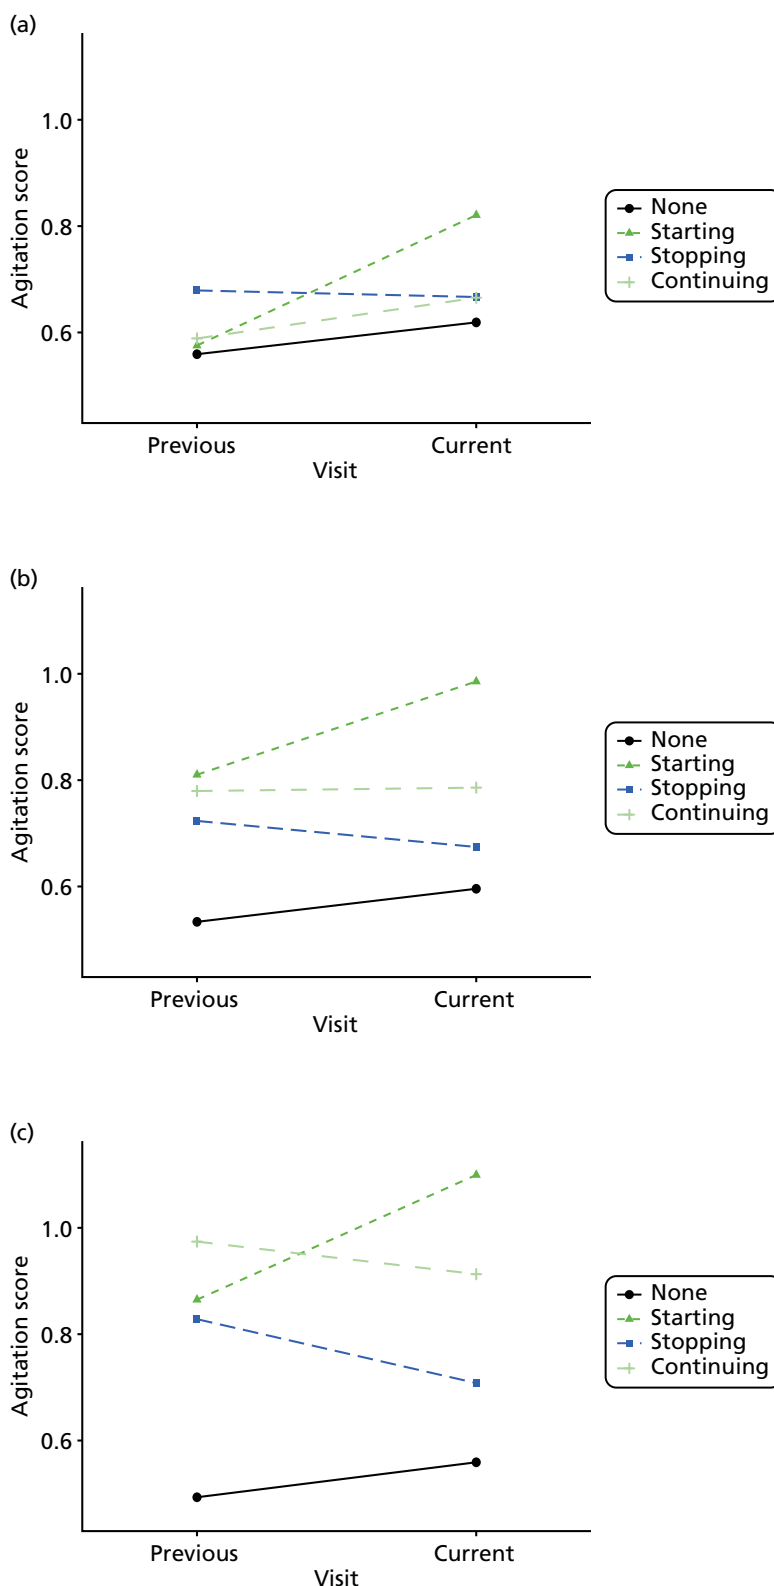 (a)
1.0
0.8
0.6
Agitation score
Previous
Current
Visit
None
Starting
Stopping
Continuing
(b)
1.0
0.8
0.6
Agitation score
Previous
Current
Visit
None
Starting
Stopping
Continuing
(c)
1.0
0.8
0.6
Agitation score
Previous
Current
Visit
None
Starting
Stopping
Continuing